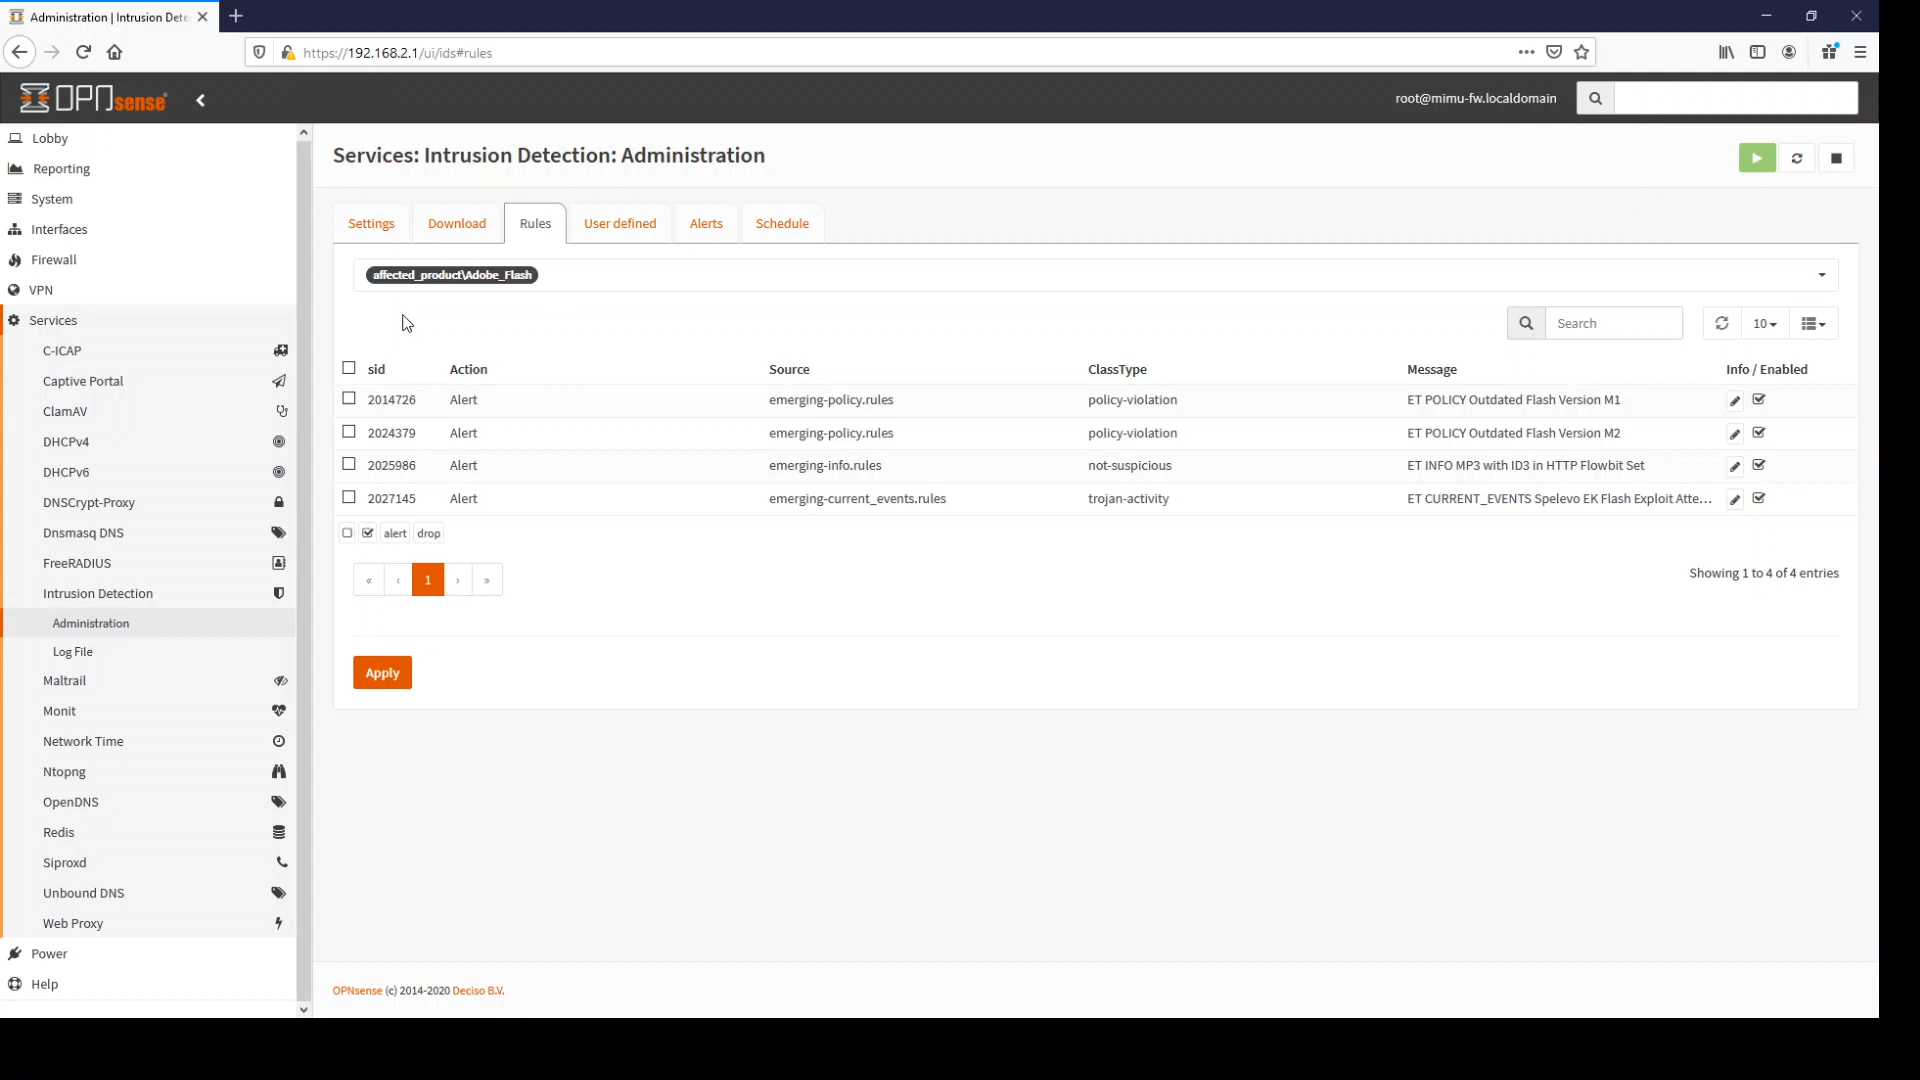 Administration | Intrusion Dete
https://192.168.2.1/ui/ids#rules
OPNsense
root@mimu-fw.localdomain
Lobby
Reporting
System
Interfaces
Firewall
VPN
Services
C-ICAP
Captive Portal
ClamAV
DHCPv4
DHCPv6
DNSCrypt-Proxy
Dnsmasq DNS
FreeRADIUS
Intrusion Detection
Administration
Log File
Maltrail
Monit
Network Time
Ntopng
OpenDNS
Redis
Siproxd
Unbound DNS
Web Proxy
Power
Help
Services: Intrusion Detection: Administration
Settings Download Rules User defined Alerts Schedule
affected_product\Adobe_Flash
Search 10
sid Action Source ClassType Message Info / Enabled
2014726 Alert emerging-policy.rules policy-violation ET POLICY Outdated Flash Version M1
2024379 Alert emerging-policy.rules policy-violation ET POLICY Outdated Flash Version M2
2025986 Alert emerging-info.rules not-suspicious ET INFO MP3 with ID3 in HTTP Flowbit Set
2027145 Alert emerging-current_events.rules trojan-activity ET CURRENT_EVENTS Spelevo EK Flash Exploit Atte...
alert drop
« ‹ 1 › »
Showing 1 to 4 of 4 entries
Apply
OPNsense (c) 2014-2020 Deciso B.V.